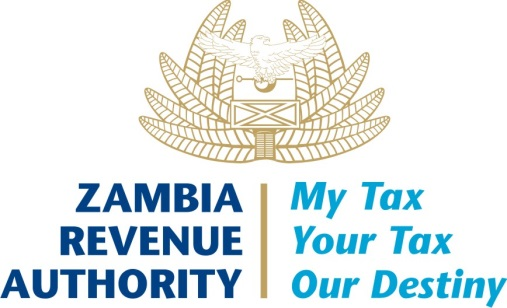 ZAMBIA
REVENUE
AUTHORITY
My Tax
Your Tax
Our Destiny